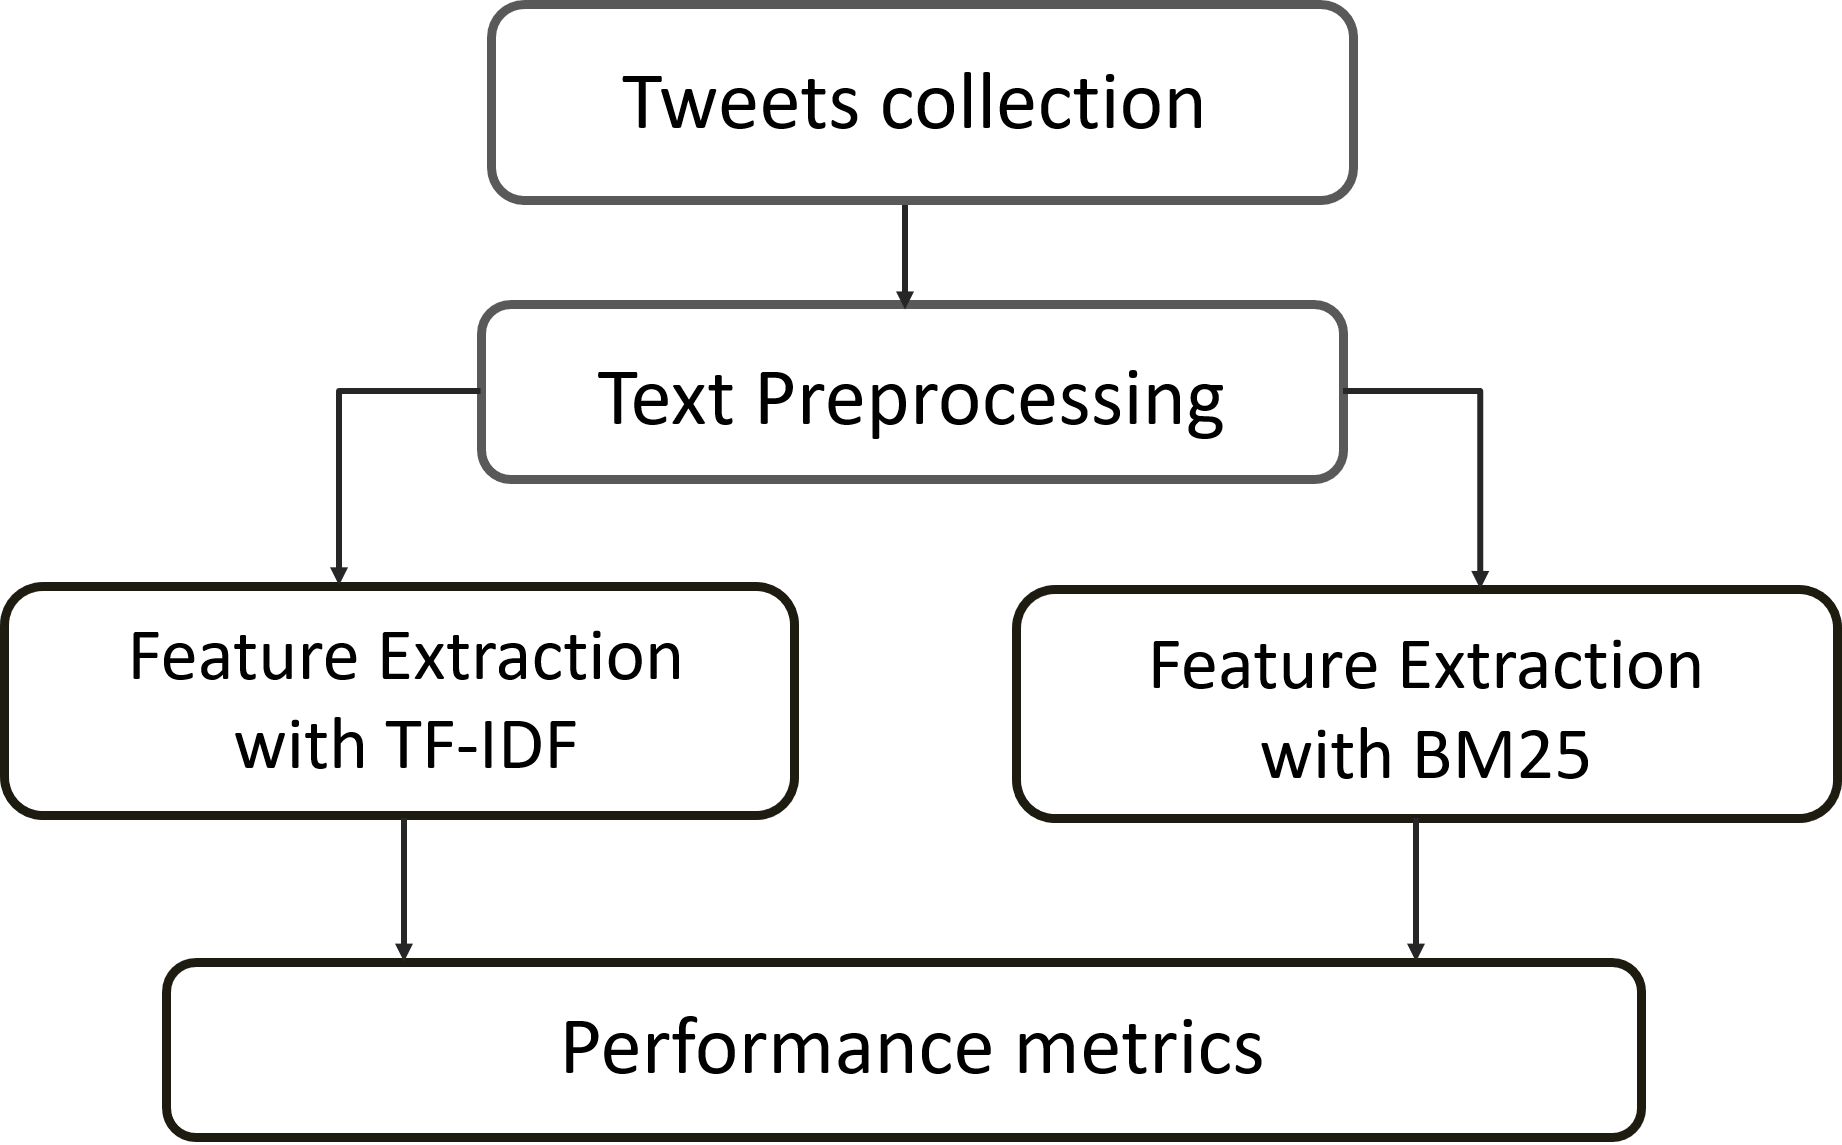 Tweets collection
Text Preprocessing
Feature Extraction
with TF-IDF
Feature Extraction
with BM25
Performance metrics